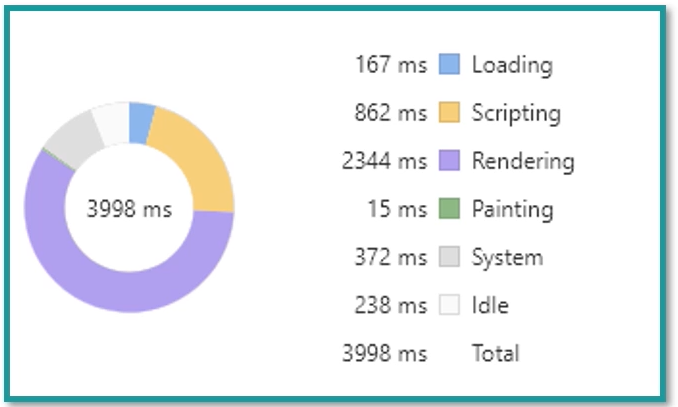 167 ms Loading
862 ms Scripting
2344 ms Rendering
3998 ms
15 ms Painting
372 ms System
238 ms Idle
3998 ms Total